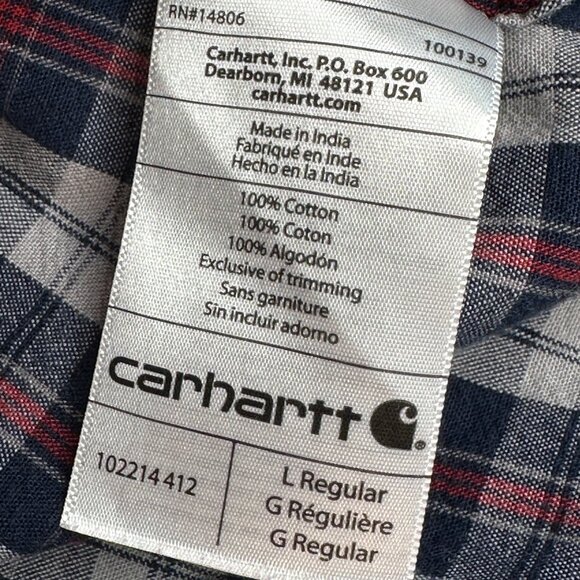 RN#14806
100139
Carhartt, Inc. P.O. Box 600
Dearborn, MI 48121 USA
carhartt.com
Made in India
Fabriqué en Inde
Hecho en la India
100% Cotton
100% Coton
100% Algodón
Exclusive of trimming
Sans garniture
Sin incluir adorno
carhartt
102214 412
L Regular
G Régulière
G Regular